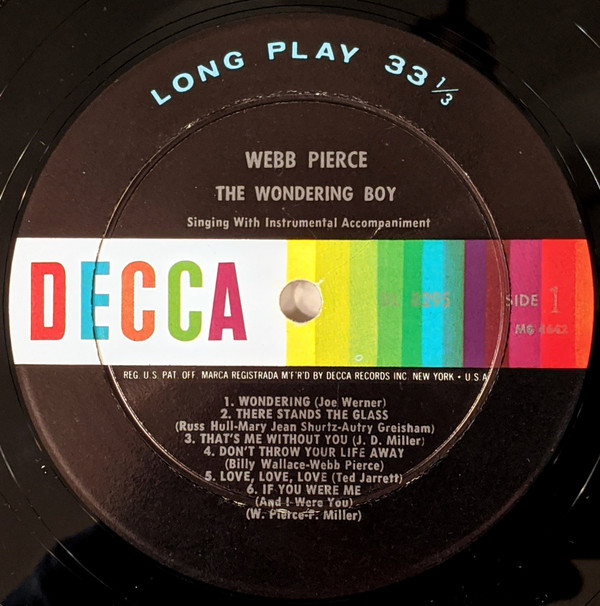 LONG PLAY 33 1/3
WEBB PIERCE
THE WONDERING BOY
Singing With Instrumental Accompaniment
DECCA
DL 8295
SIDE 1
MG 4642
REG. U.S. PAT. OFF. MARCA REGISTRADA M'F'R'D BY DECCA RECORDS INC. NEW YORK • U.S.A
1. WONDERING (Joe Werner)
2. THERE STANDS THE GLASS
(Russ Hull-Mary Jean Shurtz-Autry Greisham)
3. THAT'S ME WITHOUT YOU (J. D. Miller)
4. DON'T THROW YOUR LIFE AWAY
(Billy Wallace-Webb Pierce)
5. LOVE, LOVE, LOVE (Ted Jarrett)
6. IF YOU WERE ME
(And I Were You)
(W. Pierce-F. Miller)